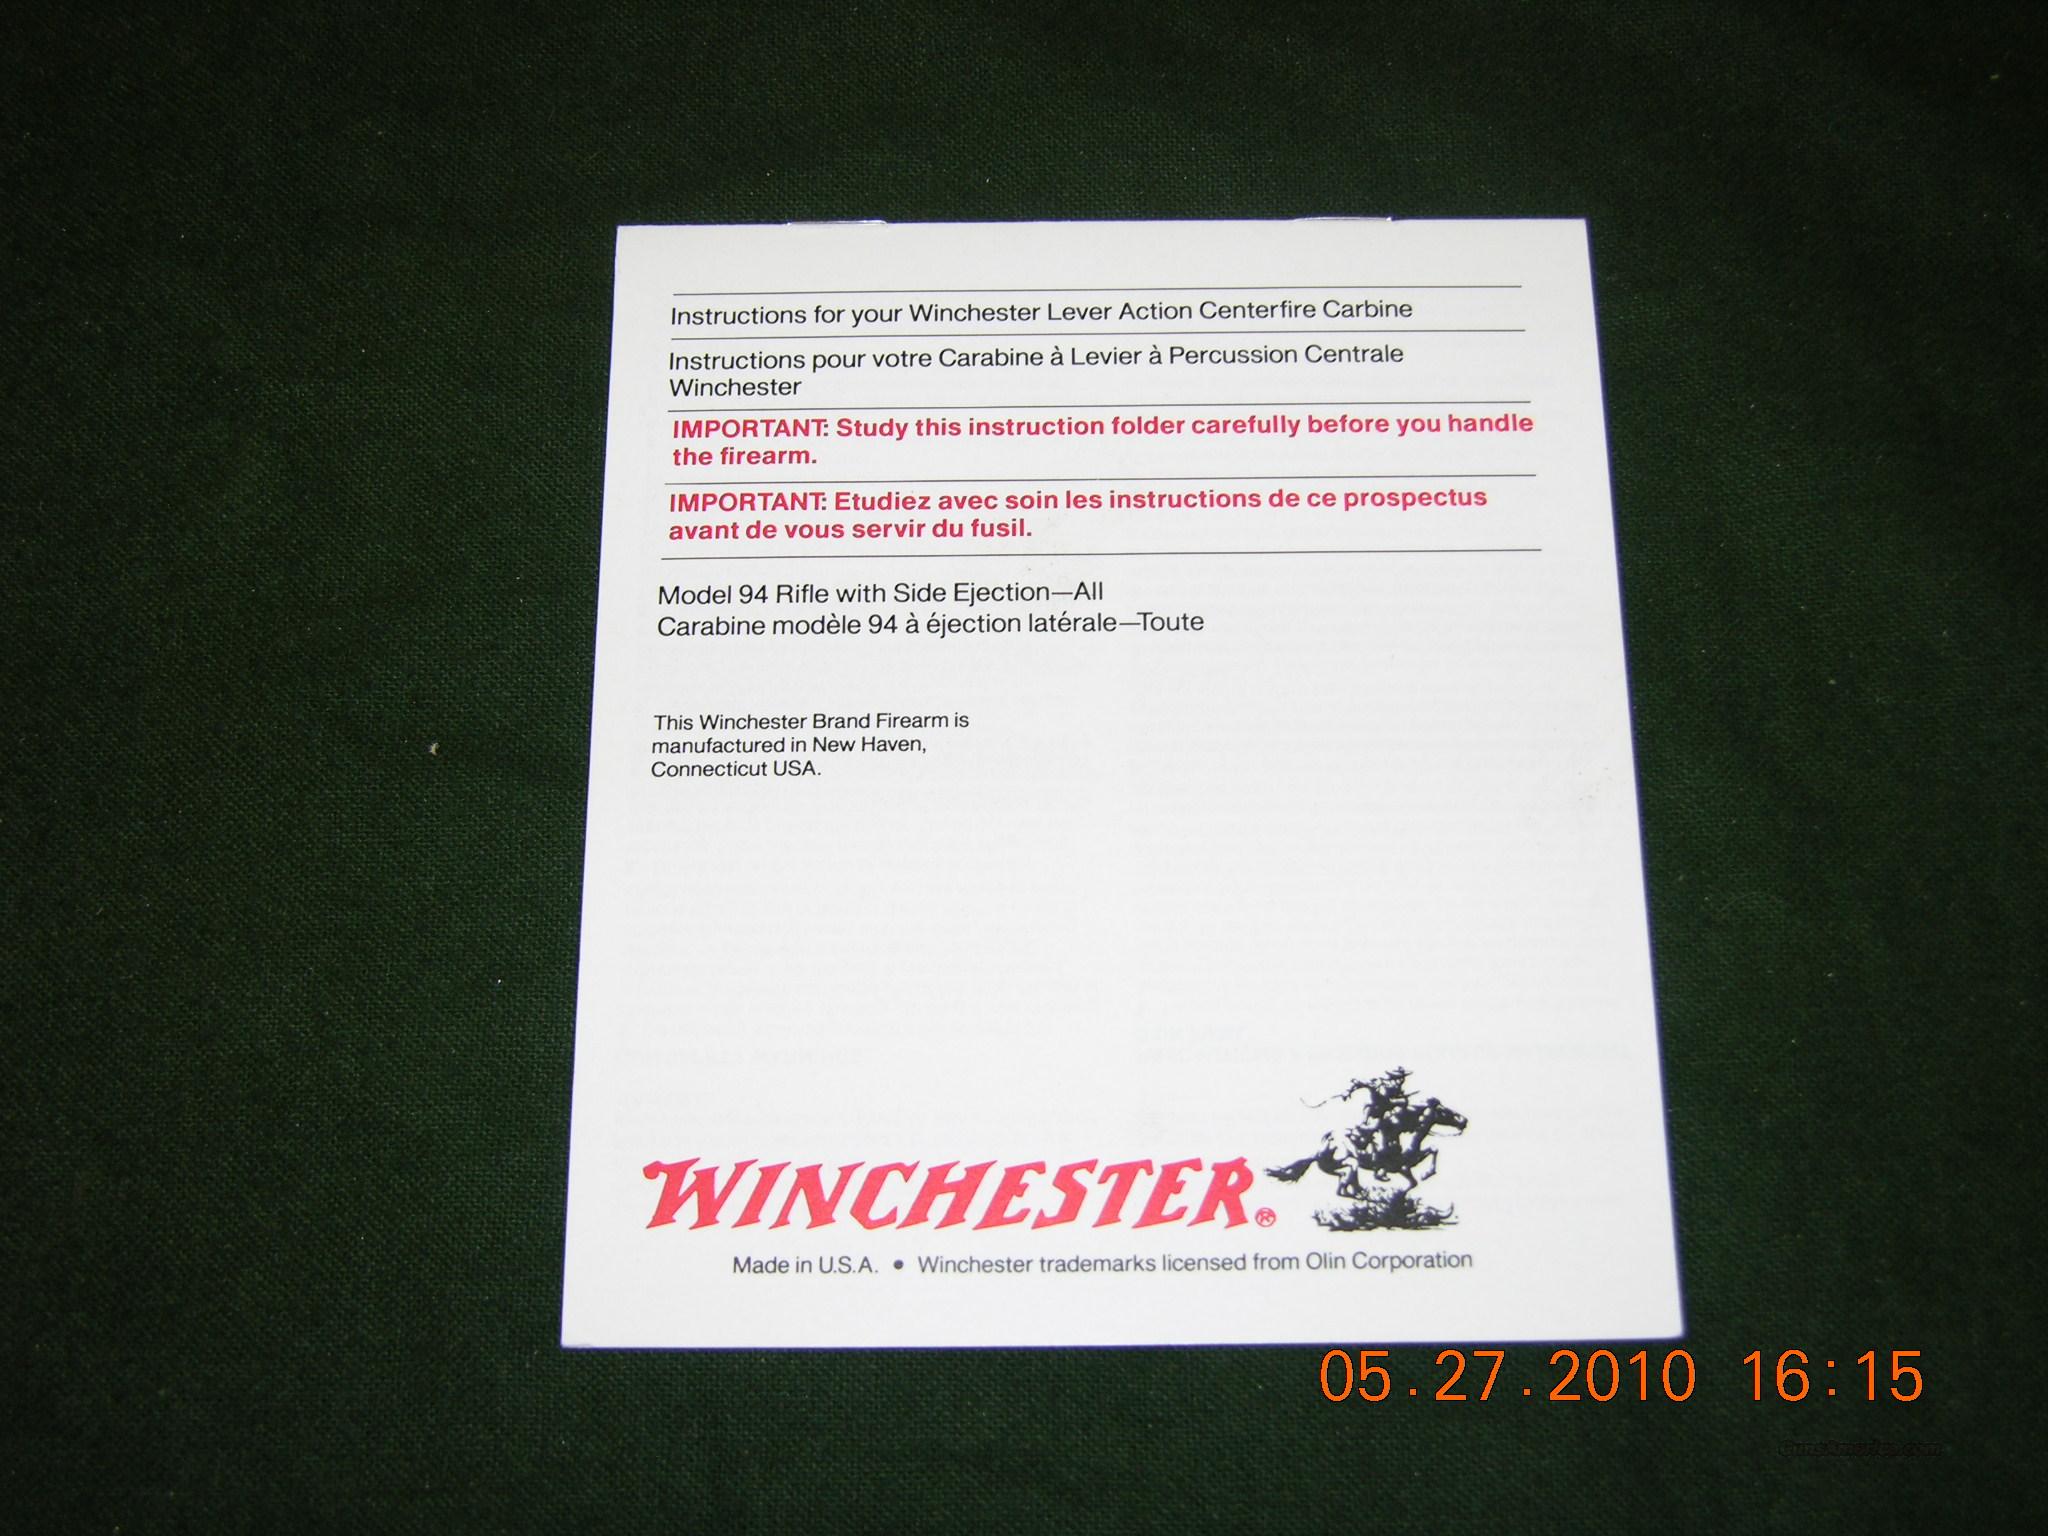 Instructions for your Winchester Lever Action Centerfire Carbine
Instructions pour votre Carabine à Levier à Percussion Centrale
Winchester
IMPORTANT: Study this instruction folder carefully before you handle
the firearm.
IMPORTANT: Etudiez avec soin les instructions de ce prospectus
avant de vous servir du fusil.
Model 94 Rifle with Side Ejection—All
Carabine modèle 94 à éjection latérale—Toute
This Winchester Brand Firearm is
manufactured in New Haven,
Connecticut USA.
WINCHESTER®
Made in U.S.A. • Winchester trademarks licensed from Olin Corporation
05.27.2010 16:15
GunsAmerica.com